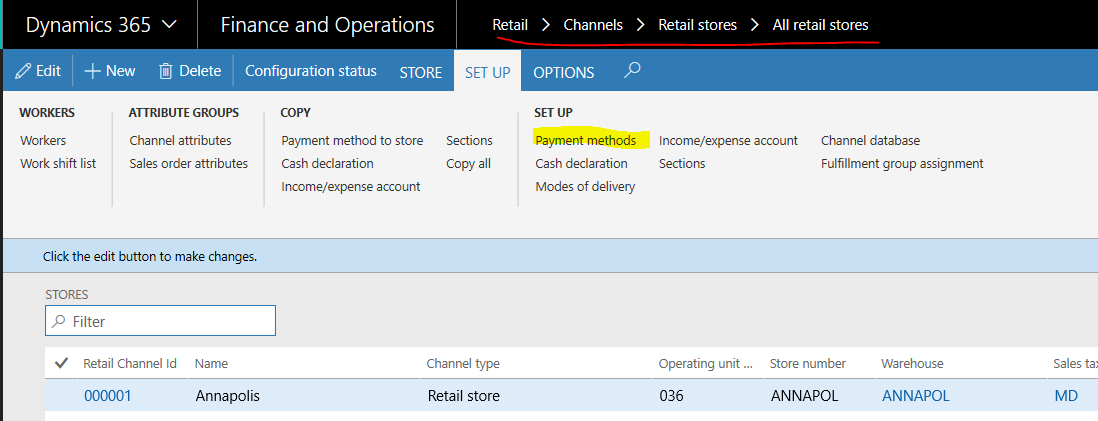 Dynamics 365 Finance and Operations Retail > Channels > Retail stores > All retail stores
Edit New Delete Configuration status STORE SET UP OPTIONS
WORKERS ATTRIBUTE GROUPS COPY SET UP
Workers Channel attributes Payment method to store Sections Payment methods Income/expense account Channel database
Work shift list Sales order attributes Cash declaration Copy all Cash declaration Sections Fulfillment group assignment
Income/expense account Modes of delivery
Click the edit button to make changes.
STORES
Filter
Retail Channel Id Name Channel type Operating unit ... Store number Warehouse Sales tax
000001 Annapolis Retail store 036 ANNAPOL ANNAPOL MD